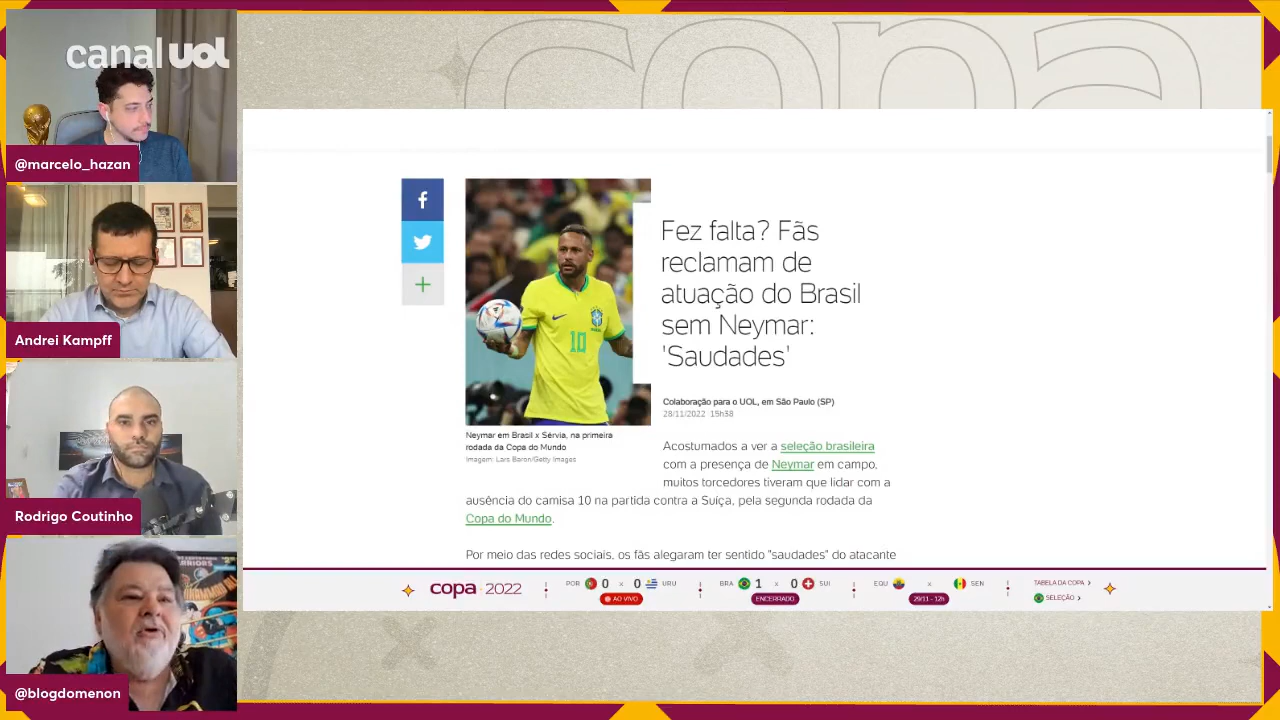 canal UOL
@marcelo_hazan
Andrei Kampff
Rodrigo Coutinho
@blogdomenon
copa
Fez falta? Fãs
reclamam de
atuação do Brasil
sem Neymar:
'Saudades'
10
Neymar em Brasil x Sérvia, na primeira
rodada da Copa do Mundo
Imagem: Lars Baron/Getty Images
Colaboração para o UOL, em São Paulo (SP)
28/11/2022 15h38
Acostumados a ver a seleção brasileira
com a presença de Neymar em campo,
muitos torcedores tiveram que lidar com a
ausência do camisa 10 na partida contra a Suíça, pela segunda rodada da
Copa do Mundo.
Por meio das redes sociais, os fãs alegaram ter sentido "saudades" do atacante
copa 2022
POR 0 x 0 URU
AO VIVO
BRA 1 x 0 SUI
ENCERRADO
EQU x SEN
29/11 - 12h
TABELA DA COPA >
SELEÇÃO >